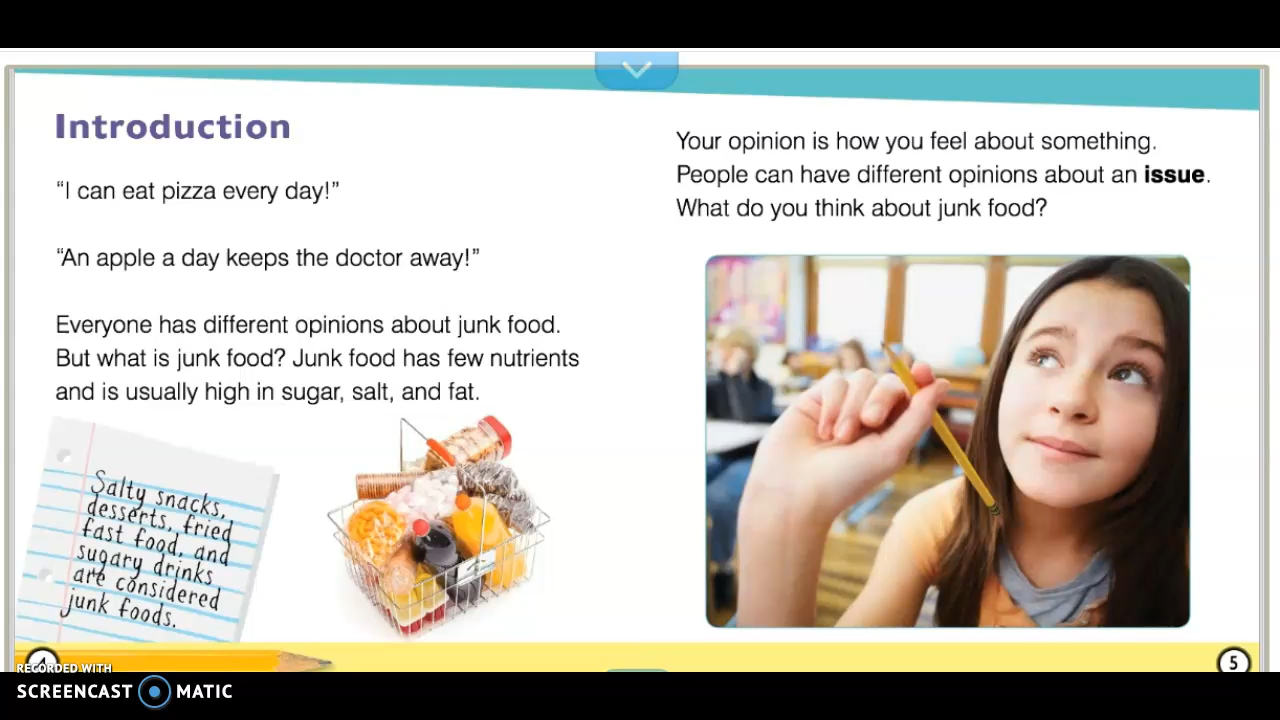 Introduction
“I can eat pizza every day!”
“An apple a day keeps the doctor away!”
Everyone has different opinions about junk food.
But what is junk food? Junk food has few nutrients
and is usually high in sugar, salt, and fat.
Salty snacks,
desserts, fried
fast food, and
sugary drinks
are considered
junk foods.
Your opinion is how you feel about something.
People can have different opinions about an issue.
What do you think about junk food?
5
RECORDED WITH
SCREENCAST MATIC